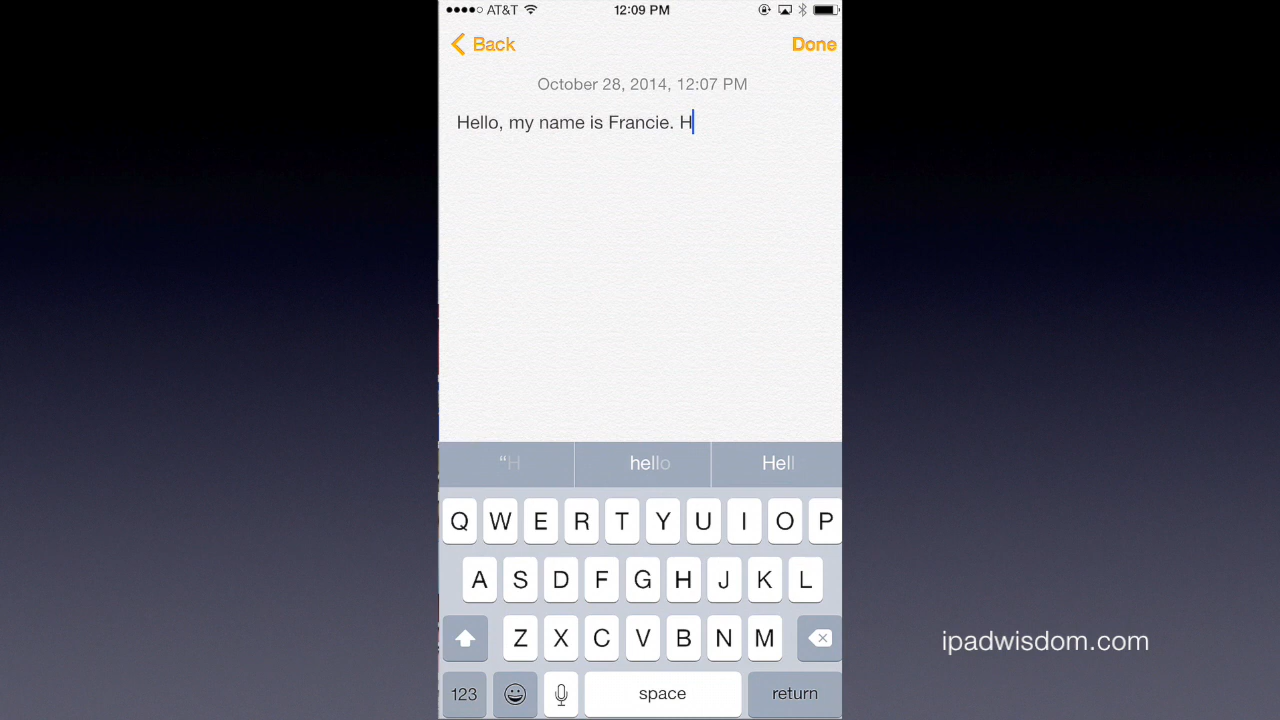 AT&T 12:09 PM
Back Done
October 28, 2014, 12:07 PM
Hello, my name is Francie. H
“H hello Hell
Q W E R T Y U I O P
A S D F G H J K L
Z X C V B N M
ipadwisdom.com
123 space return